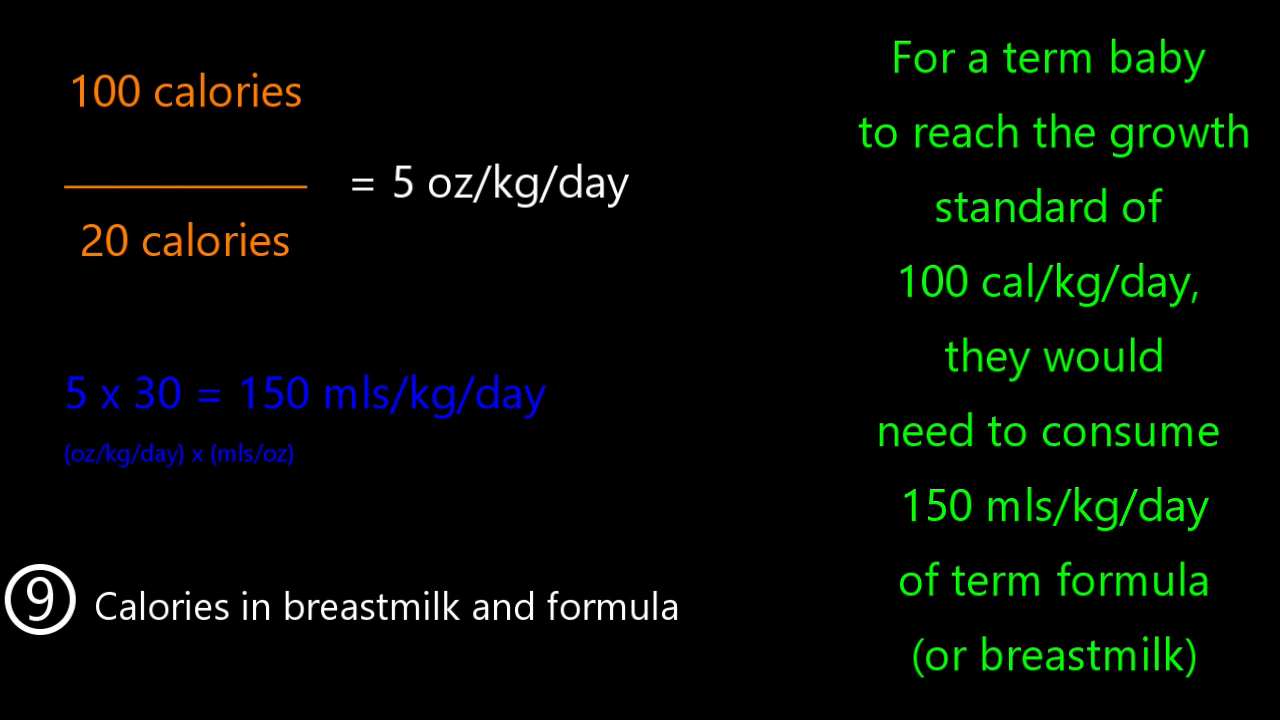 100 calories
= 5 oz/kg/day
20 calories
5 x 30 = 150 mls/kg/day
(oz/kg/day) x (mls/oz)
9 Calories in breastmilk and formula
For a term baby
to reach the growth
standard of
100 cal/kg/day,
they would
need to consume
150 mls/kg/day
of term formula
(or breastmilk)